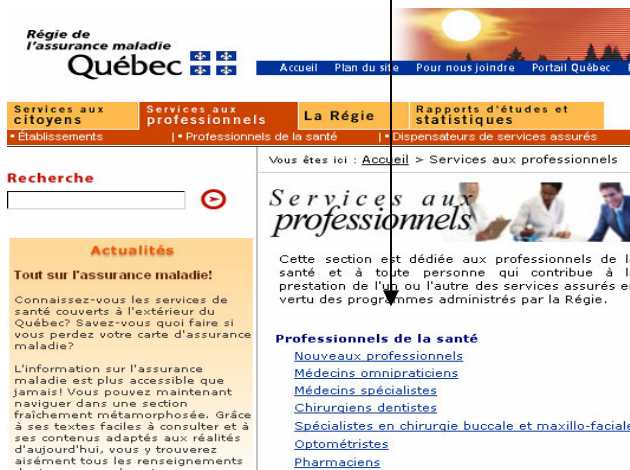 Régie de
l'assurance maladie
Québec
Accueil Plan du site Pour nous joindre Portail Québec
Services aux
citoyens
Services aux
professionnels
La Régie
Rapports d'études et
statistiques
▪ Établissements | ▪ Professionnels de la santé | ▪ Dispensateurs de services assurés
Vous êtes ici : Accueil > Services aux professionnels
Recherche
Services aux
professionnels
Cette section est dédiée aux professionnels de
santé et à toute personne qui contribue à
prestation de l'un ou l'autre des services assurés en
vertu des programmes administrés par la Régie.
Actualités
Tout sur l'assurance maladie!
Connaissez-vous les services de
santé couverts à l'extérieur du
Québec? Savez-vous quoi faire si
vous perdez votre carte d'assurance
maladie?
L'information sur l'assurance
maladie est plus accessible que
jamais! Vous pouvez maintenant
naviguer dans une section
fraîchement métamorphosée. Grâce
à ses textes faciles à consulter et à
ses contenus adaptés aux réalités
d'aujourd'hui, vous y trouverez
aisément tous les renseignements
Professionnels de la santé
Nouveaux professionnels
Médecins omnipraticiens
Médecins spécialistes
Chirurgiens dentistes
Spécialistes en chirurgie buccale et maxillo-faciale
Optométristes
Pharmaciens